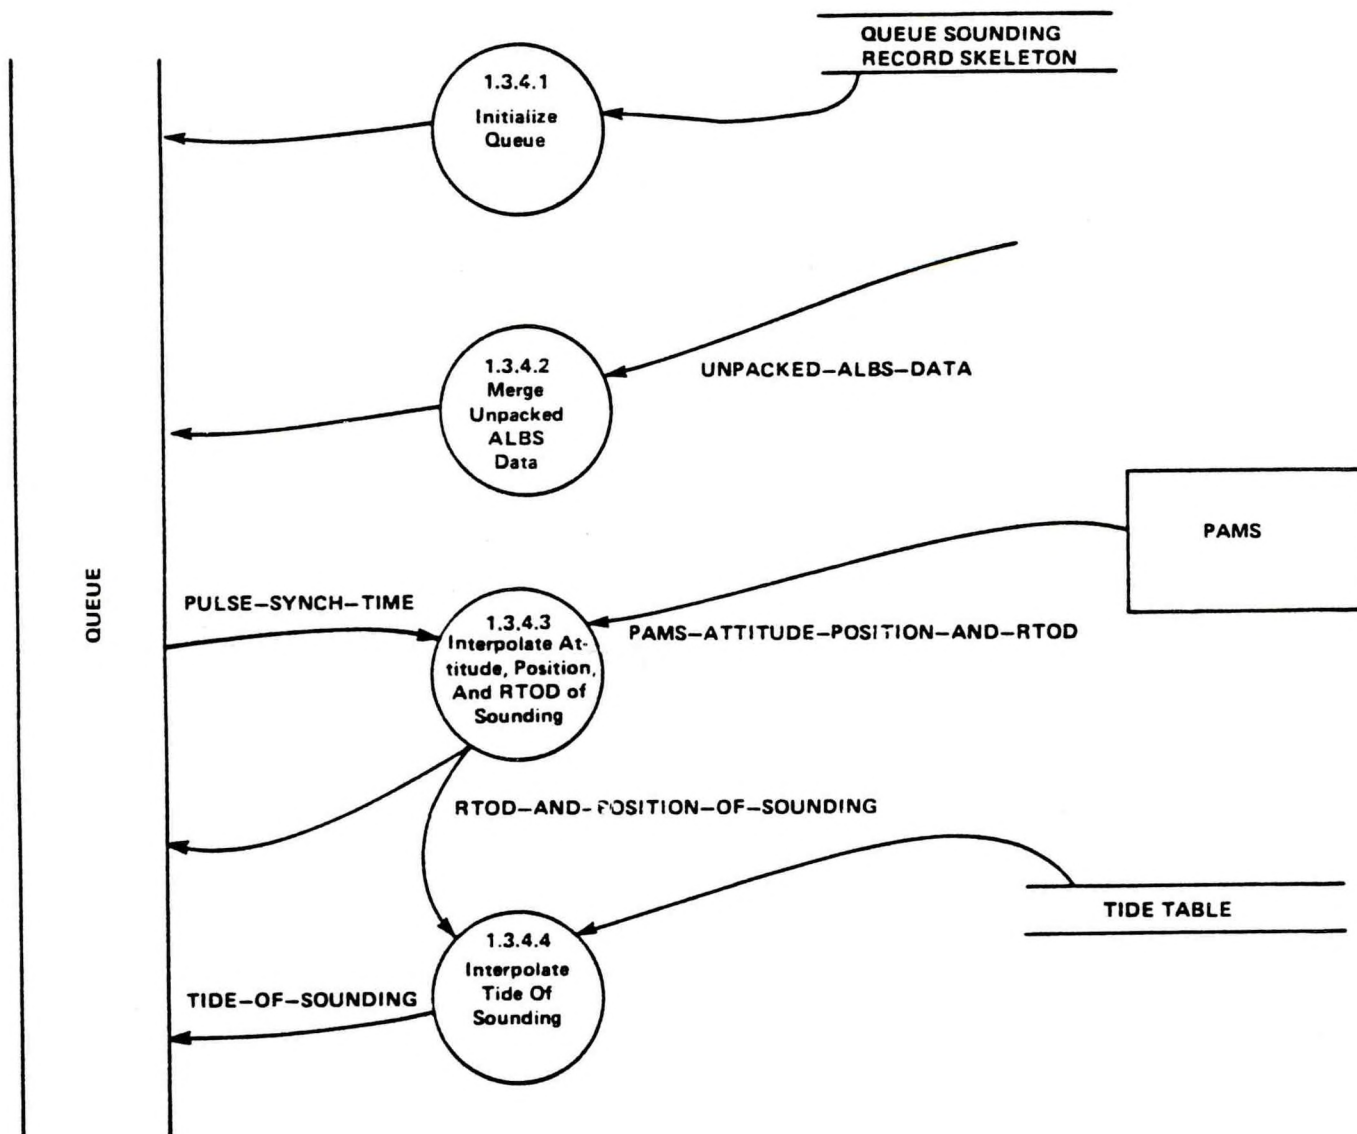 QUEUE SOUNDING
RECORD SKELETON
1.3.4.1
Initialize
Queue
1.3.4.2
Merge
Unpacked
ALBS
Data
UNPACKED-ALBS-DATA
PAMS
QUEUE
PULSE-SYNCH-TIME
1.3.4.3
Interpolate At-
titude, Position,
And RTOD of
Sounding
PAMS-ATTITUDE-POSITION-AND-RTOD
RTOD-AND-POSITION-OF-SOUNDING
TIDE TABLE
1.3.4.4
Interpolate
Tide Of
Sounding
TIDE-OF-SOUNDING